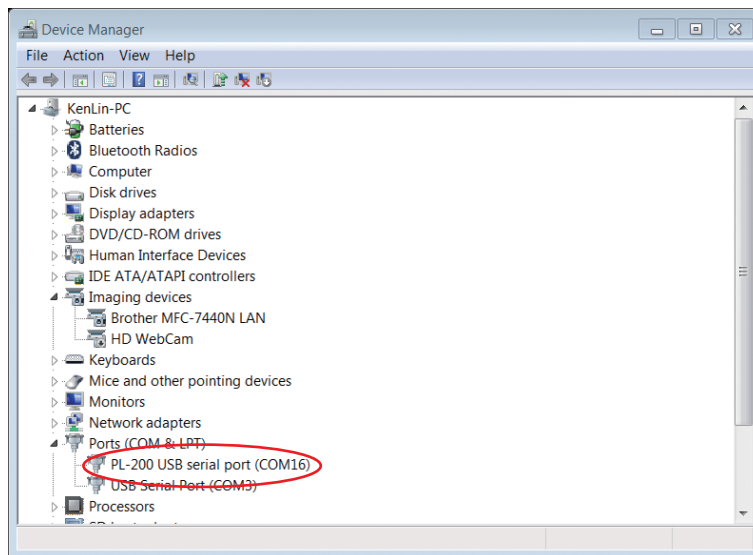 Device Manager
File Action View Help
KenLin-PC
Batteries
Bluetooth Radios
Computer
Disk drives
Display adapters
DVD/CD-ROM drives
Human Interface Devices
IDE ATA/ATAPI controllers
Imaging devices
Brother MFC-7440N LAN
HD WebCam
Keyboards
Mice and other pointing devices
Monitors
Network adapters
Ports (COM & LPT)
PL-200 USB serial port (COM16)
USB Serial Port (COM3)
Processors